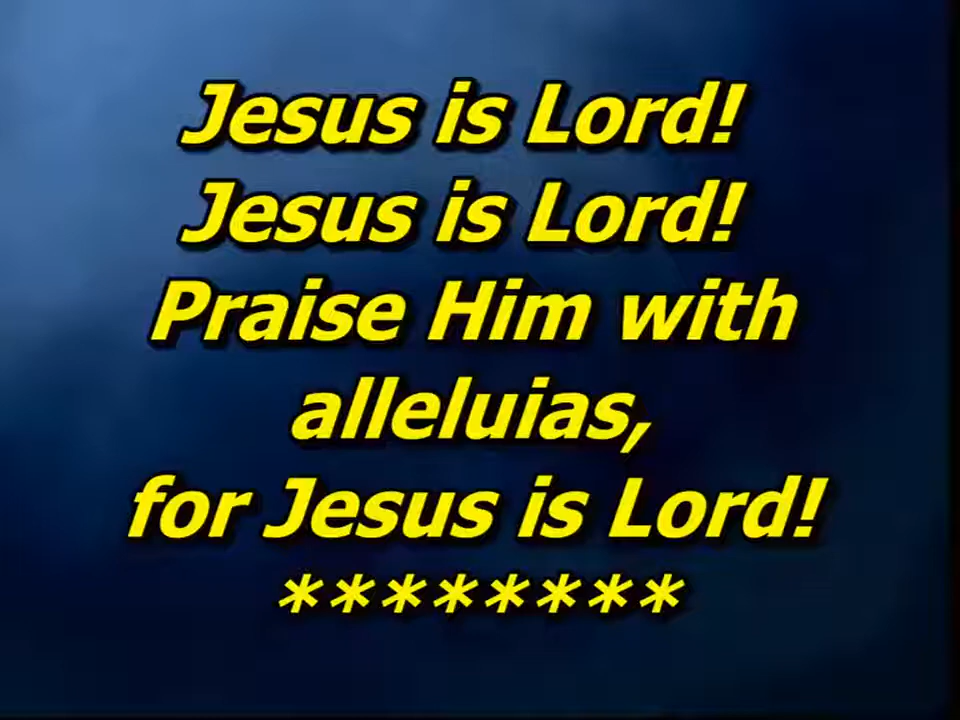 Jesus is Lord!
Jesus is Lord!
Praise Him with
alleluias,
for Jesus is Lord!
********